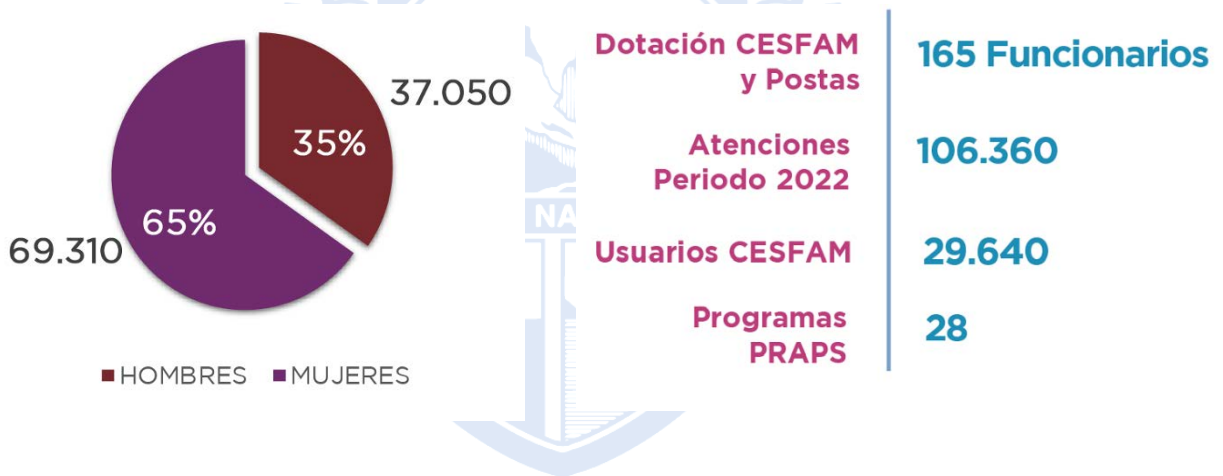 37.050
35%
65%
69.310
HOMBRES MUJERES
Dotación CESFAM
y Postas
165 Funcionarios
Atenciones
Periodo 2022
106.360
Usuarios CESFAM
29.640
Programas
PRAPS
28
NA